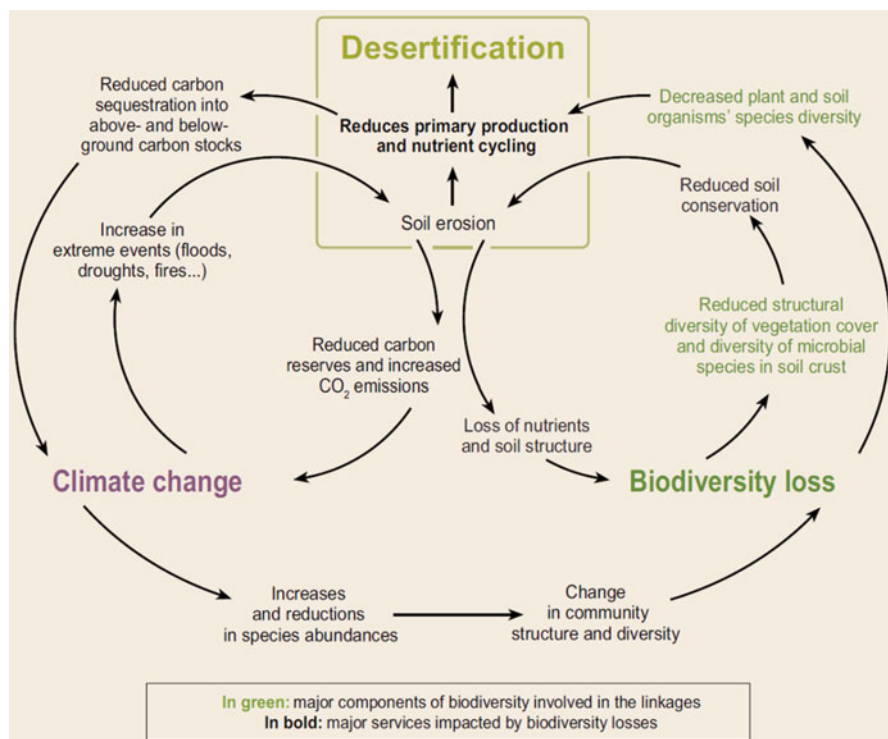 Desertification
Reduced carbon
sequestration into
above- and below-
ground carbon stocks
Reduces primary production
and nutrient cycling
Decreased plant and soil
organisms' species diversity
Increase in
extreme events (floods,
droughts, fires...)
Soil erosion
Reduced soil
conservation
Reduced structural
diversity of vegetation cover
and diversity of microbial
species in soil crust
Reduced carbon
reserves and increased
CO₂ emissions
Loss of nutrients
and soil structure
Climate change
Biodiversity loss
Increases
and reductions
in species abundances
Change
in community
structure and diversity
In green: major components of biodiversity involved in the linkages
In bold: major services impacted by biodiversity losses